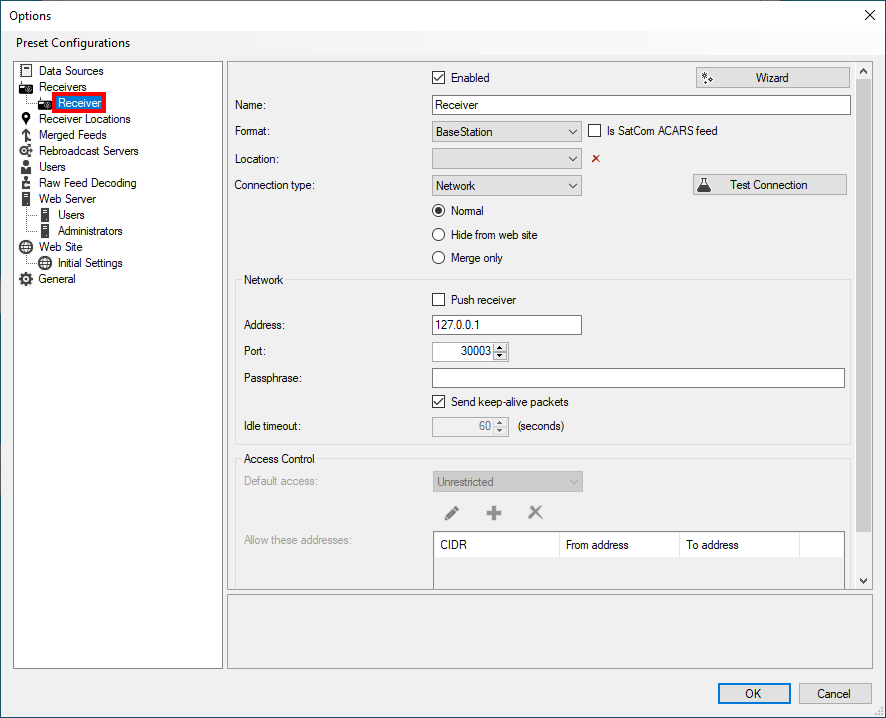 Options
Preset Configurations
Data Sources
Receivers
Receiver
Receiver Locations
Merged Feeds
Rebroadcast Servers
Users
Raw Feed Decoding
Web Server
Users
Administrators
Web Site
Initial Settings
General
Enabled
Wizard
Name:
Receiver
Format:
BaseStation
Is SatCom ACARS feed
Location:
Connection type:
Network
Test Connection
Normal
Hide from web site
Merge only
Network
Push receiver
Address:
127.0.0.1
Port:
30003
Passphrase:
Send keep-alive packets
Idle timeout:
60
(seconds)
Access Control
Default access:
Unrestricted
Allow these addresses:
CIDR
From address
To address
OK
Cancel